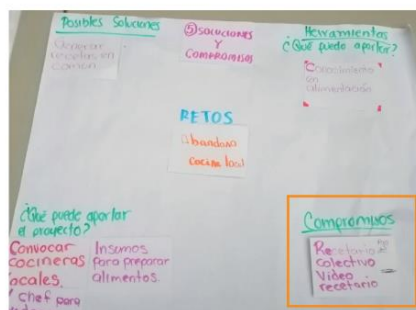 Posibles Soluciones
Generar
recetas en
común
⑤ SOCUCIONES
Y
COMPROMISOS
Herramientas
¿Qué puedo aportar?
Conocimiento
en
alimentación
RETOS
Abandono
cocina local
¿Qué puede aportar
el proyecto?
Convocar
cocineras
locales,
Y chef para
Insumos
para preparar
alimentos
Compromisos
Recetario
colectivo
Video
recetario